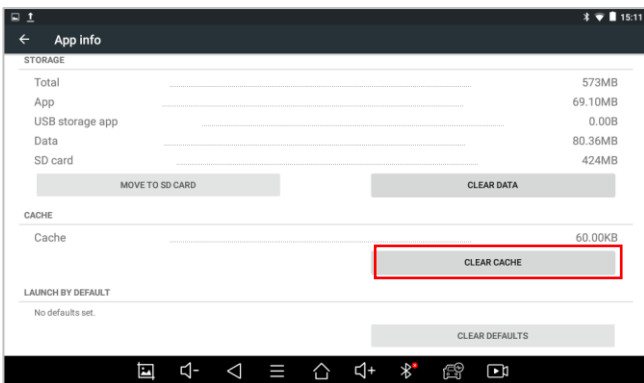 15:11
App info
STORAGE
Total 573MB
App 69.10MB
USB storage app 0.00B
Data 80.36MB
SD card 424MB
MOVE TO SD CARD CLEAR DATA
CACHE
Cache 60.00KB
CLEAR CACHE
LAUNCH BY DEFAULT
No defaults set.
CLEAR DEFAULTS